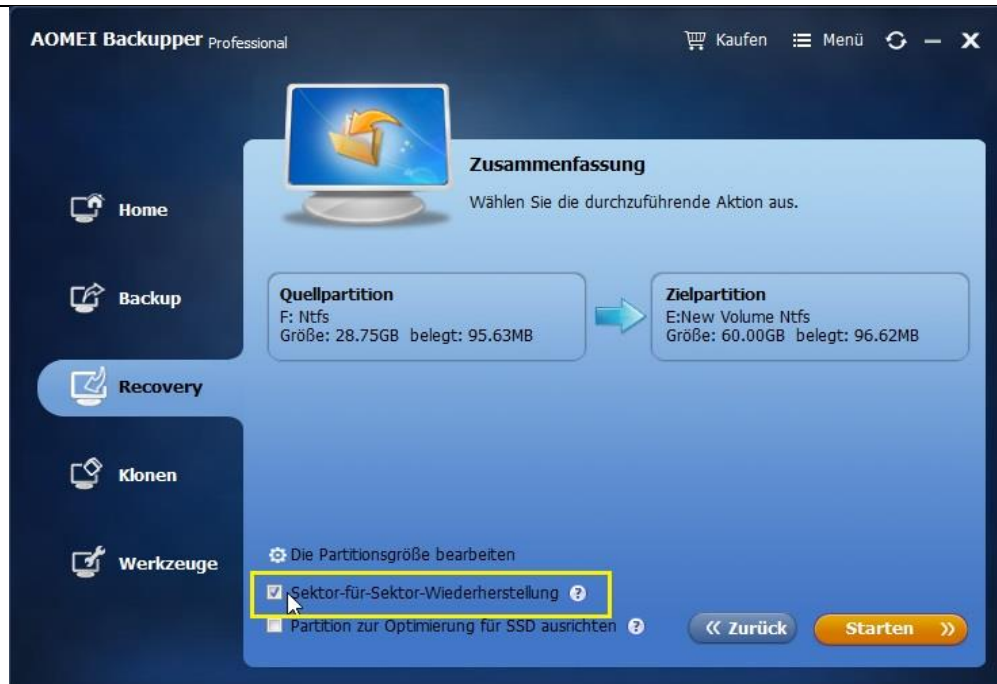 AOMEI Backupper Professional
Kaufen Menü
Zusammenfassung
Wählen Sie die durchzuführende Aktion aus.
Home
Backup
Recovery
Klonen
Werkzeuge
Quellpartition
F: Ntfs
Größe: 28.75GB belegt: 95.63MB
Zielpartition
E:New Volume Ntfs
Größe: 60.00GB belegt: 96.62MB
Die Partitionsgröße bearbeiten
Sektor-für-Sektor-Wiederherstellung ?
Partition zur Optimierung für SSD ausrichten ?
Zurück
Starten